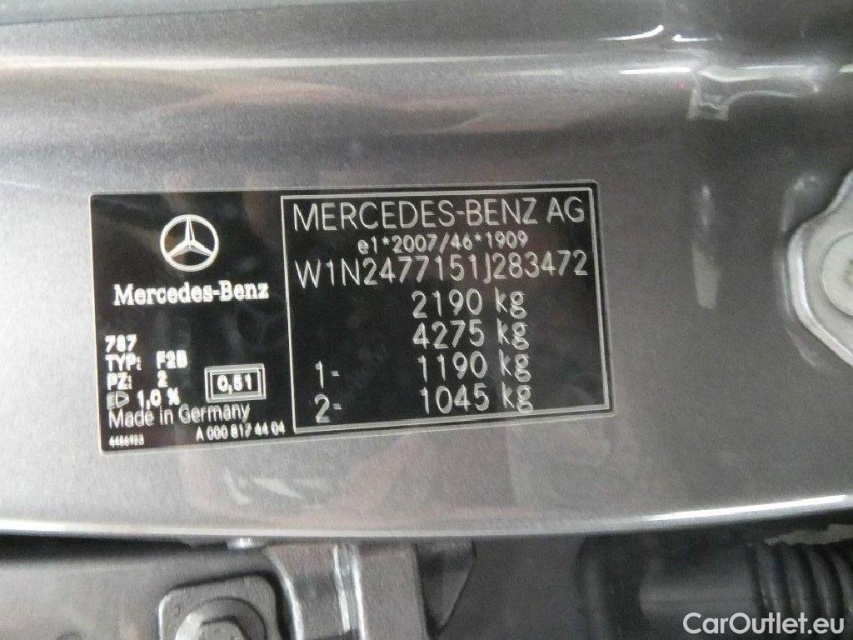 MERCEDES-BENZ AG
e1*2007/46*1909
W1N2477151J283472
2190 kg
4275 kg
1- 1190 kg
2- 1045 kg
Mercedes-Benz
787
TYP: F2B
PZ: 2
1,0 %
0,51
Made in Germany
A 000 817 44 04
CarOutlet.eu